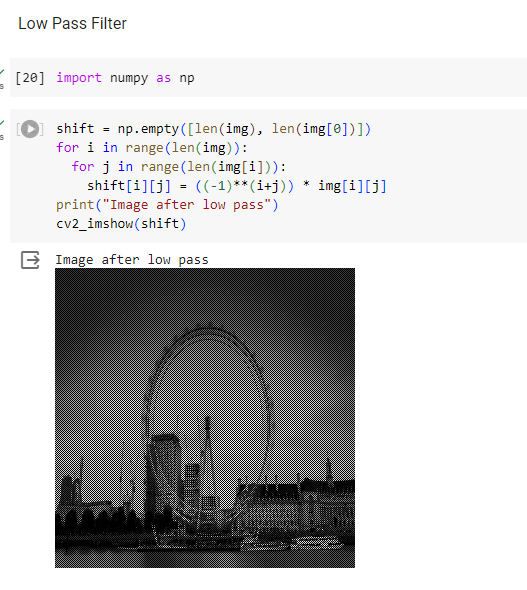 Low Pass Filter
[20] import numpy as np
shift = np.empty([len(img), len(img[0])])
for i in range(len(img)):
  for j in range(len(img[i])):
    shift[i][j] = ((-1)**(i+j)) * img[i][j]
print("Image after low pass")
cv2_imshow(shift)
Image after low pass